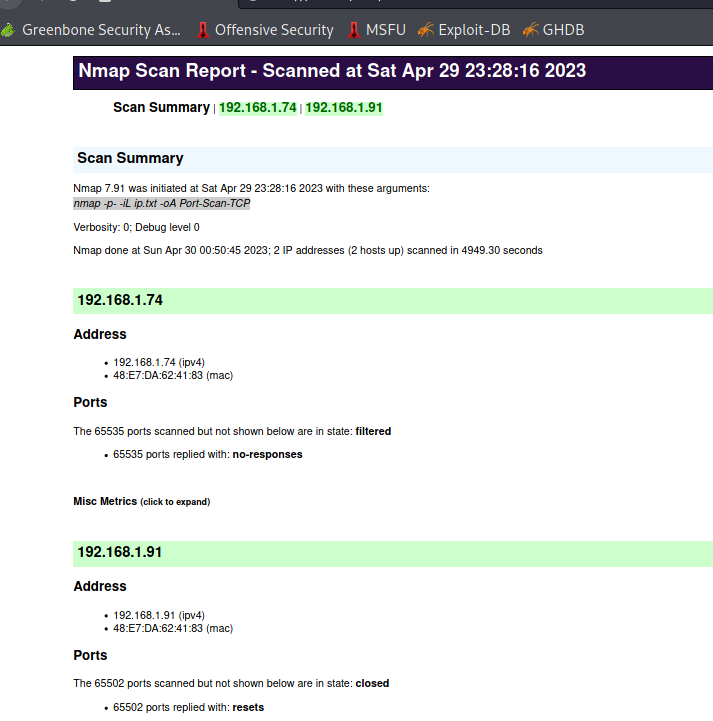 Greenbone Security As... Offensive Security MSFU Exploit-DB GHDB
Nmap Scan Report - Scanned at Sat Apr 29 23:28:16 2023
Scan Summary | 192.168.1.74 | 192.168.1.91
Scan Summary
Nmap 7.91 was initiated at Sat Apr 29 23:28:16 2023 with these arguments:
nmap -p- -iL ip.txt -oA Port-Scan-TCP
Verbosity: 0; Debug level 0
Nmap done at Sun Apr 30 00:50:45 2023; 2 IP addresses (2 hosts up) scanned in 4949.30 seconds
192.168.1.74
Address
• 192.168.1.74 (ipv4)
• 48:E7:DA:62:41:83 (mac)
Ports
The 65535 ports scanned but not shown below are in state: filtered
• 65535 ports replied with: no-responses
Misc Metrics (click to expand)
192.168.1.91
Address
• 192.168.1.91 (ipv4)
• 48:E7:DA:62:41:83 (mac)
Ports
The 65502 ports scanned but not shown below are in state: closed
• 65502 ports replied with: resets